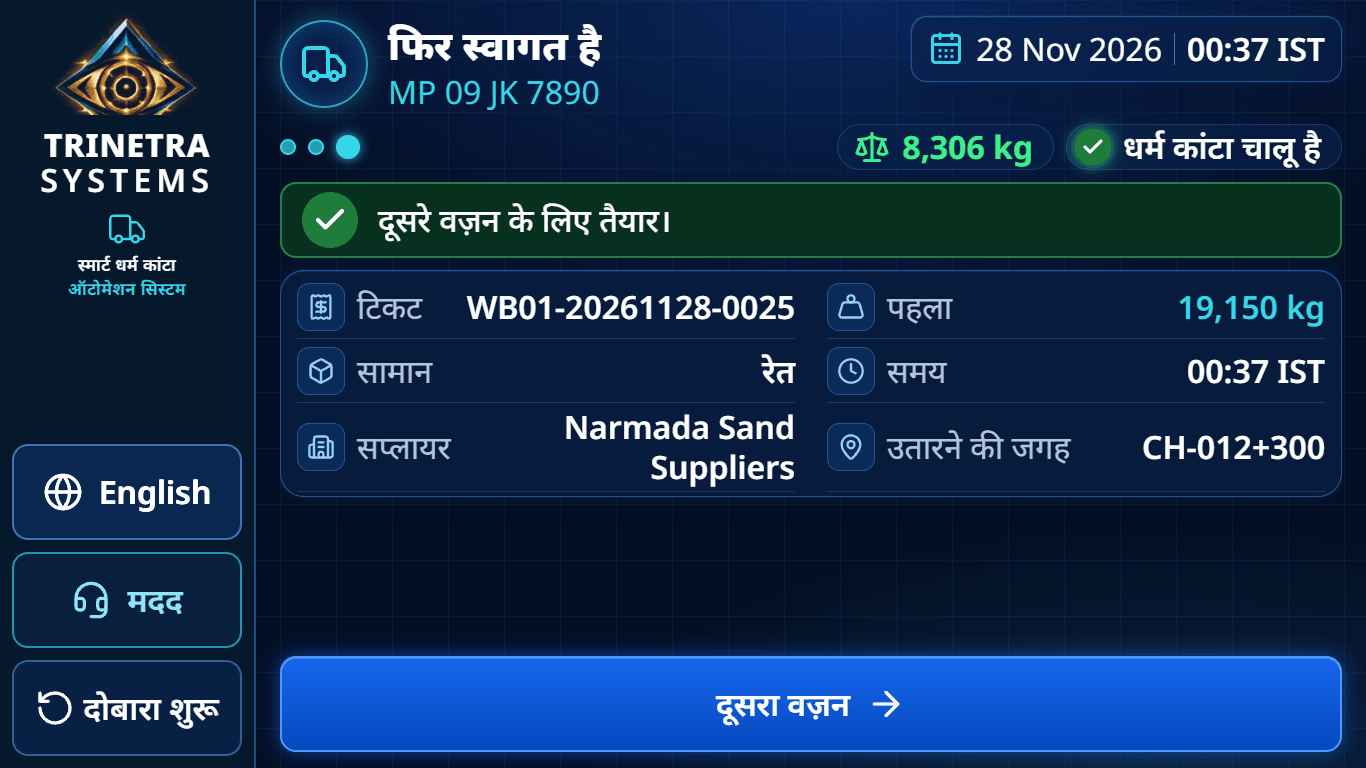 TRINETRA
SYSTEMS
स्मार्ट धर्म कांटा
ऑटोमेशन सिस्टम
English
मदद
दोबारा शुरू
फिर स्वागत है
MP 09 JK 7890
28 Nov 2026 00:37 IST
8,306 kg
धर्म कांटा चालू है
दूसरे वज़न के लिए तैयार।
टिकट WB01-20261128-0025
पहला 19,150 kg
सामान रेत
समय 00:37 IST
सप्लायर Narmada Sand
Suppliers
उतारने की जगह CH-012+300
दूसरा वज़न